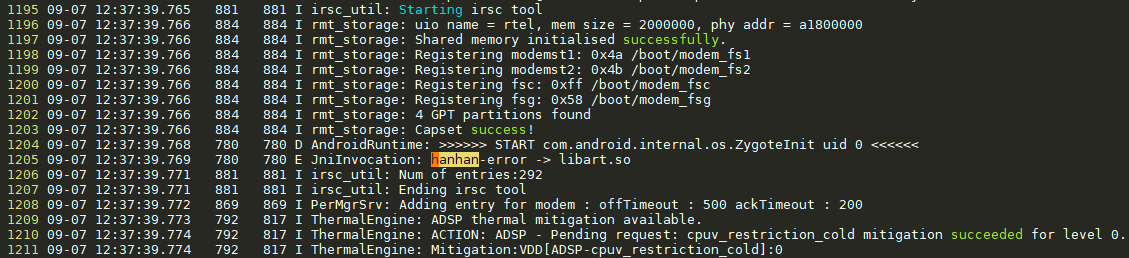 1195 09-07 12:37:39.765   881   881 I irsc_util: Starting irsc tool
1196 09-07 12:37:39.766   884   884 I rmt_storage: uio name = rtel, mem size = 2000000, phy addr = a1800000
1197 09-07 12:37:39.766   884   884 I rmt_storage: Shared memory initialised successfully.
1198 09-07 12:37:39.766   884   884 I rmt_storage: Registering modemst1: 0x4a /boot/modem_fs1
1199 09-07 12:37:39.766   884   884 I rmt_storage: Registering modemst2: 0x4b /boot/modem_fs2
1200 09-07 12:37:39.766   884   884 I rmt_storage: Registering fsc: 0xff /boot/modem_fsc
1201 09-07 12:37:39.766   884   884 I rmt_storage: Registering fsg: 0x58 /boot/modem_fsg
1202 09-07 12:37:39.766   884   884 I rmt_storage: 4 GPT partitions found
1203 09-07 12:37:39.766   884   884 I rmt_storage: Capset success!
1204 09-07 12:37:39.768   780   780 D AndroidRuntime: >>>>>> START com.android.internal.os.ZygoteInit uid 0 <<<<<<
1205 09-07 12:37:39.769   780   780 E JniInvocation: hanhan-error -> libart.so
1206 09-07 12:37:39.771   881   881 I irsc_util: Num of entries:292
1207 09-07 12:37:39.771   881   881 I irsc_util: Ending irsc tool
1208 09-07 12:37:39.772   869   869 I PerMgrSrv: Adding entry for modem : offTimeout : 500 ackTimeout : 200
1209 09-07 12:37:39.773   792   817 I ThermalEngine: ADSP thermal mitigation available.
1210 09-07 12:37:39.774   792   817 I ThermalEngine: ACTION: ADSP - Pending request: cpuv_restriction_cold mitigation succeeded for level 0.
1211 09-07 12:37:39.774   792   817 I ThermalEngine: Mitigation:VDD[ADSP-cpuv_restriction_cold]:0